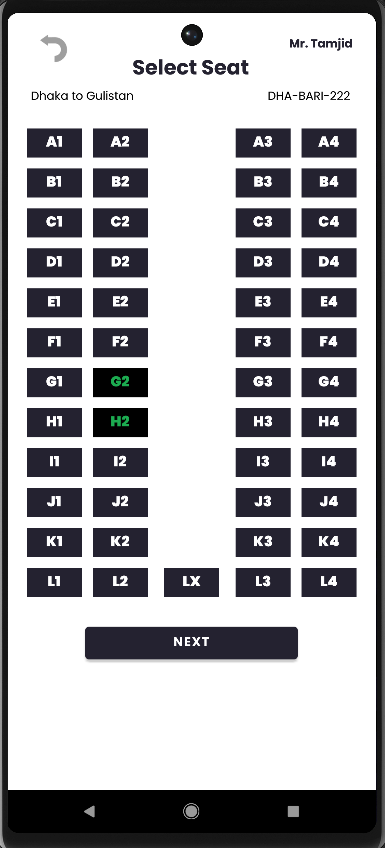 Mr. Tamjid
Select Seat
Dhaka to Gulistan DHA-BARI-222
A1 A2 A3 A4
B1 B2 B3 B4
C1 C2 C3 C4
D1 D2 D3 D4
E1 E2 E3 E4
F1 F2 F3 F4
G1 G2 G3 G4
H1 H2 H3 H4
I1 I2 I3 I4
J1 J2 J3 J4
K1 K2 K3 K4
L1 L2 LX L3 L4
NEXT